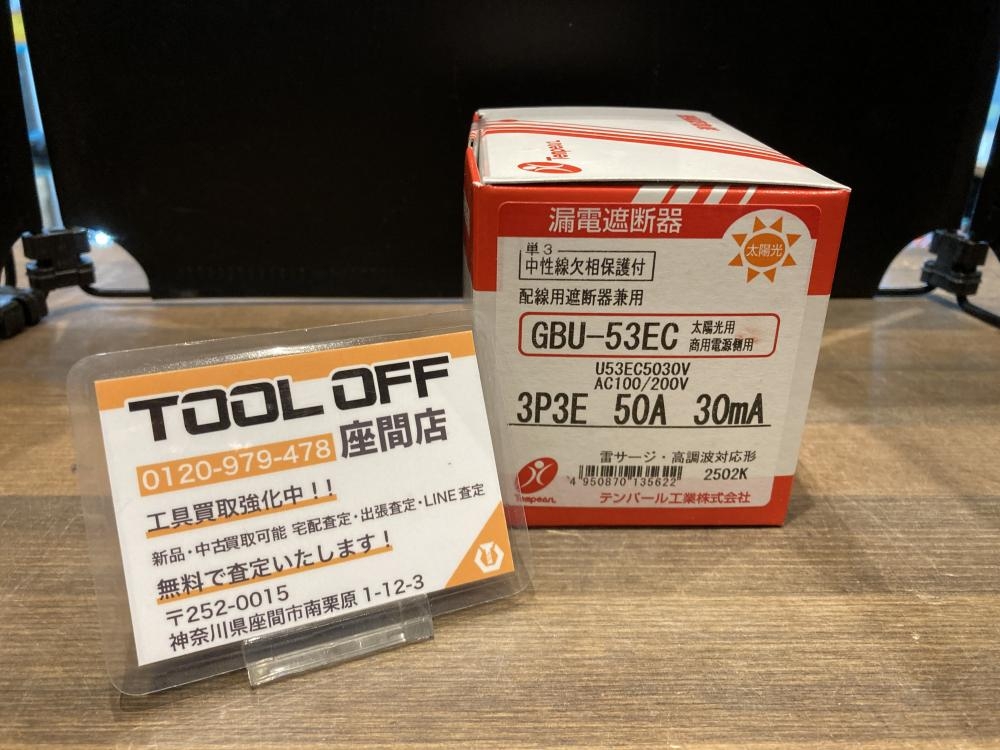 TOOL OFF
0120-979-478 座間店
工具買取強化中！！
新品・中古買取可能 宅配査定・出張査定・LINE査定
無料で査定いたします！
〒252-0015
神奈川県座間市南栗原 1-12-3
Tempearl
漏電遮断器
太陽光
単3
中性線欠相保護付
配線用遮断器兼用
GBU-53EC 太陽光用
商用電源側用
U53EC5030V
AC100/200V
3P3E 50A 30mA
雷サージ・高調波対応形
4 950870 135622 2502K
Tempearl テンパール工業株式会社